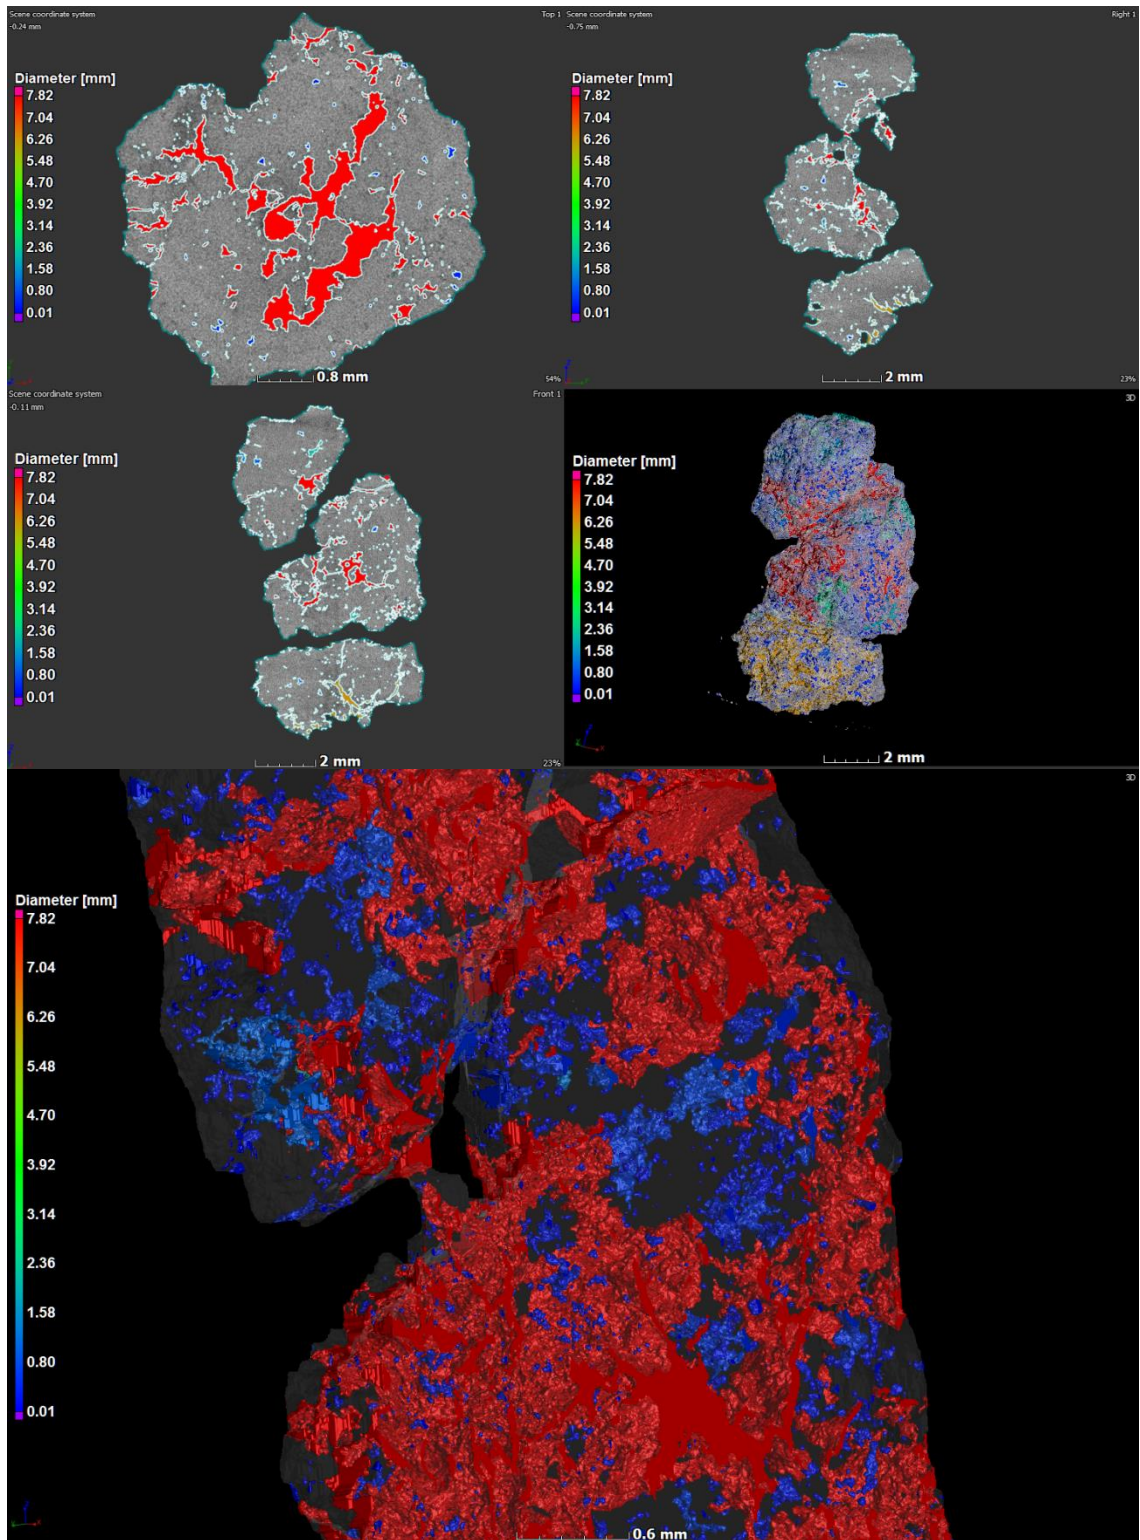 Scene coordinate system
-0.24 mm
Top 1
Diameter [mm]
7.82
7.04
6.26
5.48
4.70
3.92
3.14
2.36
1.58
0.80
0.01
0.8 mm
54%
Scene coordinate system
-0.75 mm
Right 1
Diameter [mm]
7.82
7.04
6.26
5.48
4.70
3.92
3.14
2.36
1.58
0.80
0.01
2 mm
23%
Scene coordinate system
-0.11 mm
Front 1
Diameter [mm]
7.82
7.04
6.26
5.48
4.70
3.92
3.14
2.36
1.58
0.80
0.01
2 mm
23%
3D
Diameter [mm]
7.82
7.04
6.26
5.48
4.70
3.92
3.14
2.36
1.58
0.80
0.01
2 mm
3D
Diameter [mm]
7.82
7.04
6.26
5.48
4.70
3.92
3.14
2.36
1.58
0.80
0.01
0.6 mm